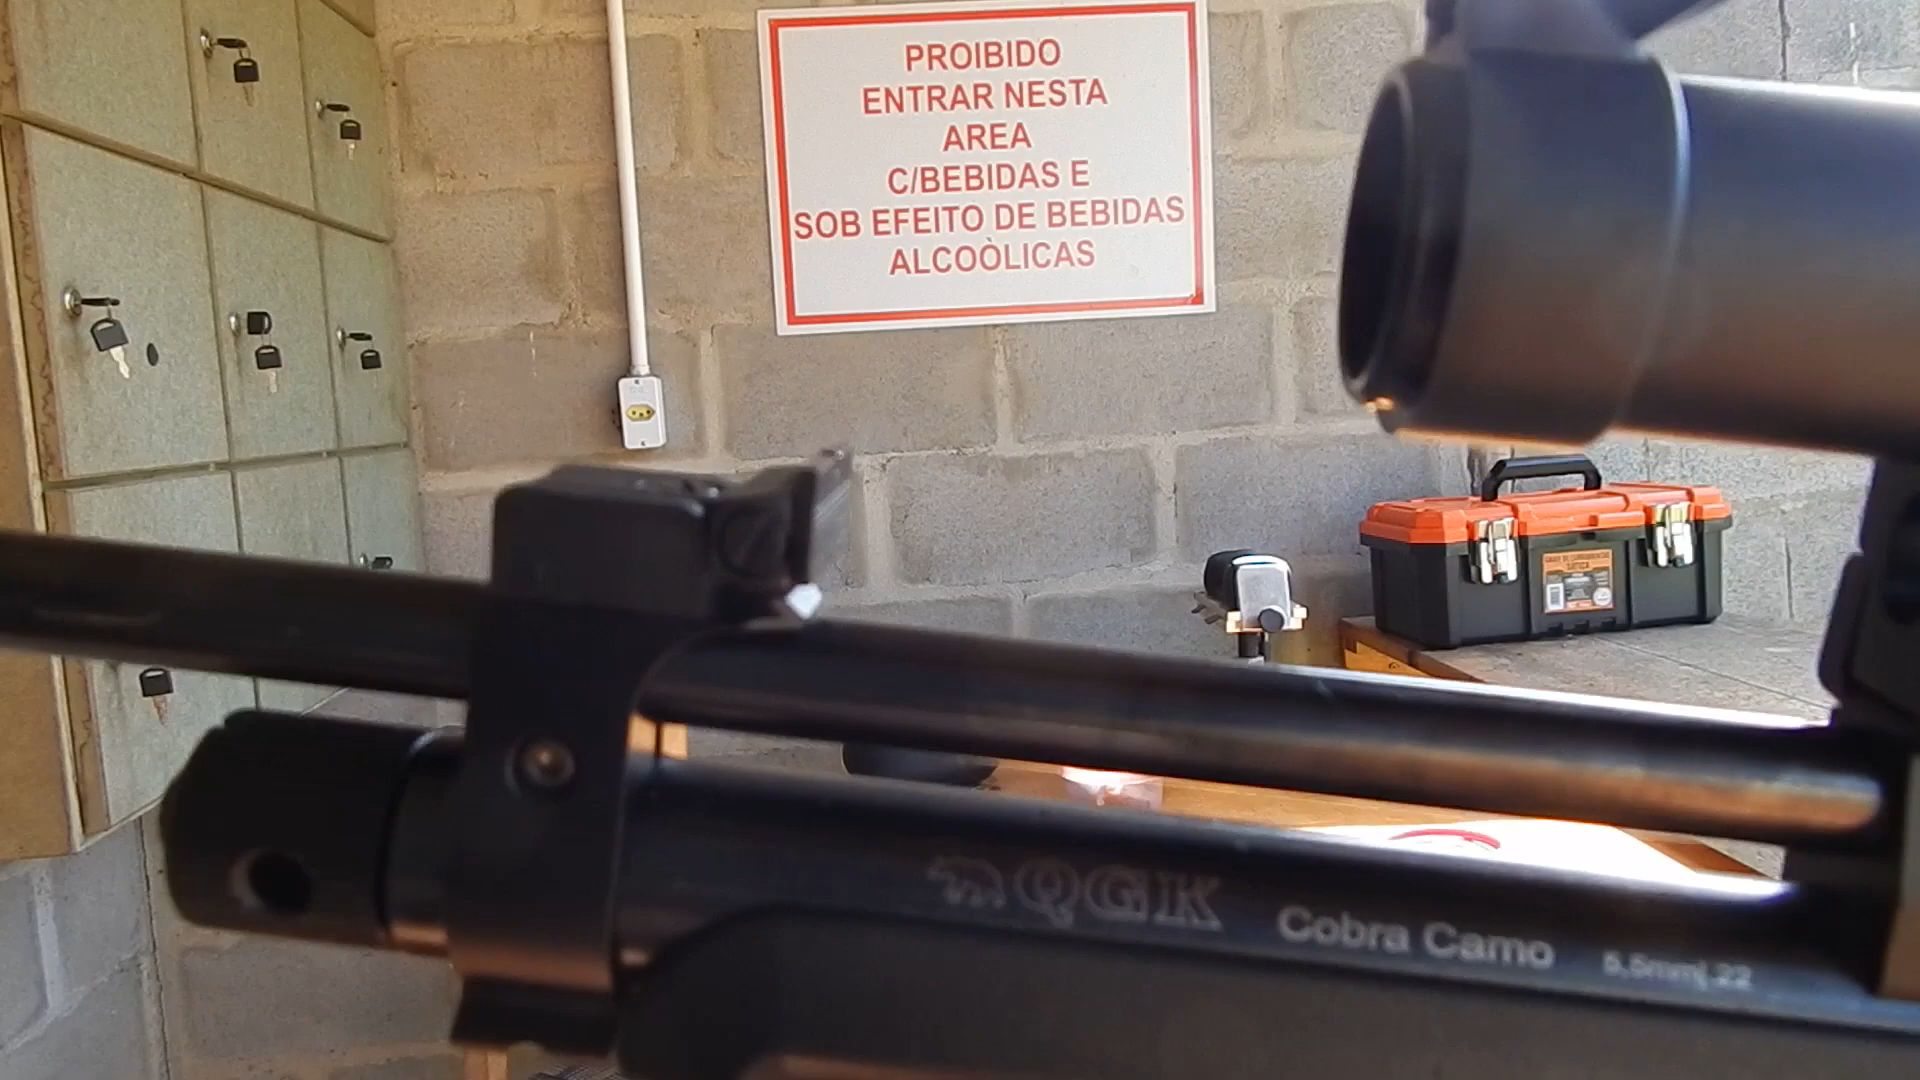 PROIBIDO
ENTRAR NESTA
AREA
C/BEBIDAS E
SOB EFEITO DE BEBIDAS
ALCOÒLICAS
QGK Cobra Camo 5,5mm|.22